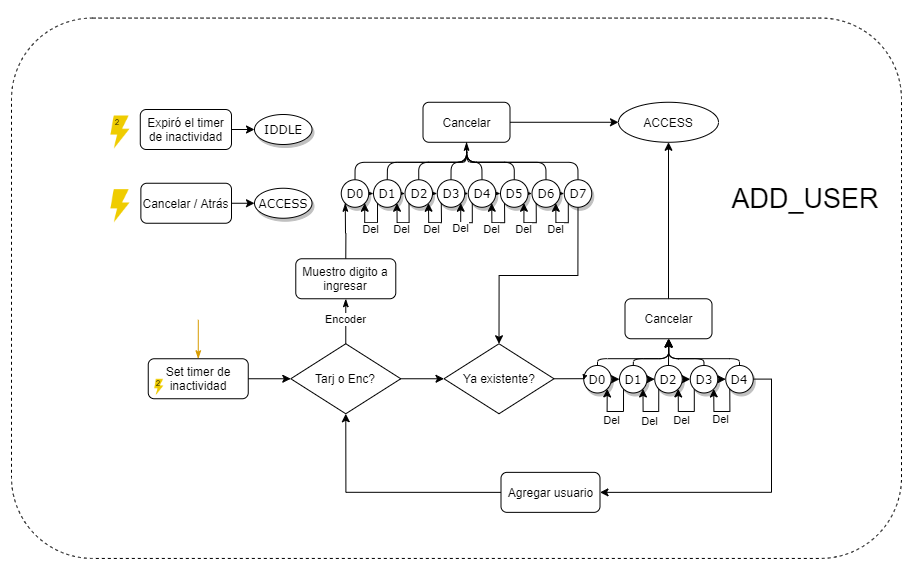 2
Expiró el timer
de inactividad
IDDLE
Cancelar
ACCESS
Cancelar / Atrás
ACCESS
D0 D1 D2 D3 D4 D5 D6 D7
ADD_USER
Del Del Del Del Del Del Del
Muestro digito a
ingresar
Encoder
Cancelar
2
Set timer de
inactividad
Tarj o Enc?
Ya existente?
D0 D1 D2 D3 D4
Del Del Del Del
Agregar usuario